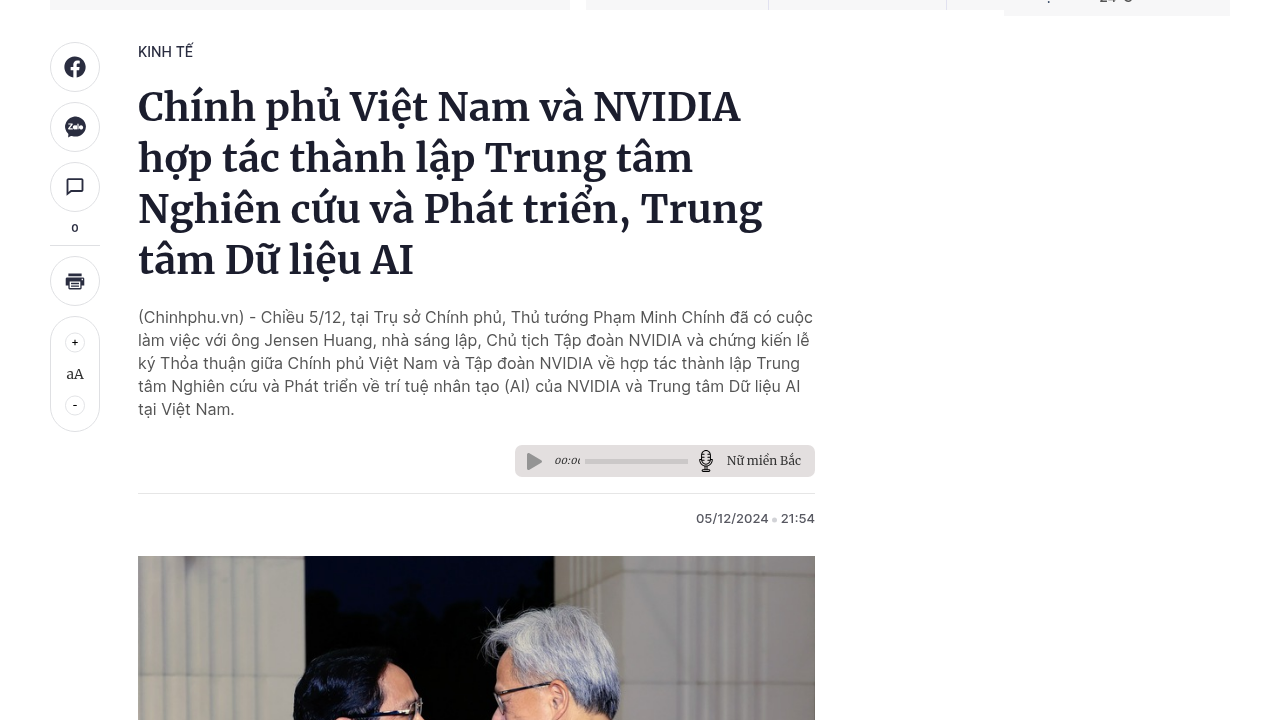 KINH TẾ
Chính phủ Việt Nam và NVIDIA
hợp tác thành lập Trung tâm
Nghiên cứu và Phát triển, Trung
tâm Dữ liệu AI
Zalo
0
+
aA
-
(Chinhphu.vn) - Chiều 5/12, tại Trụ sở Chính phủ, Thủ tướng Phạm Minh Chính đã có cuộc
làm việc với ông Jensen Huang, nhà sáng lập, Chủ tịch Tập đoàn NVIDIA và chứng kiến lễ
ký Thỏa thuận giữa Chính phủ Việt Nam và Tập đoàn NVIDIA về hợp tác thành lập Trung
tâm Nghiên cứu và Phát triển về trí tuệ nhân tạo (AI) của NVIDIA và Trung tâm Dữ liệu AI
tại Việt Nam.
00:00 Nữ miền Bắc
05/12/2024 21:54